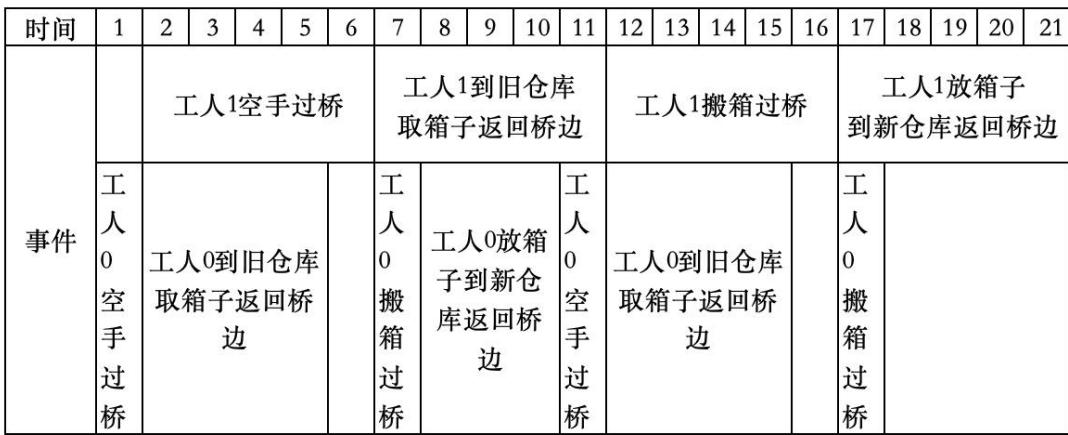 时间 1 2 3 4 5 6 7 8 9 10 11 12 13 14 15 16 17 18 19 20 21
事件
工人1空手过桥
工人1到旧仓库
取箱子返回桥边
工人1搬箱过桥
工人1放箱子
到新仓库返回桥边
工
人
0
空
手
过
桥
工人0到旧仓库
取箱子返回桥
边
工
人
0
搬
箱
过
桥
工人0放箱
子到新仓
库返回桥
边
工
人
0
空
手
过
桥
工人0到旧仓库
取箱子返回桥
边
工
人
0
搬
箱
过
桥